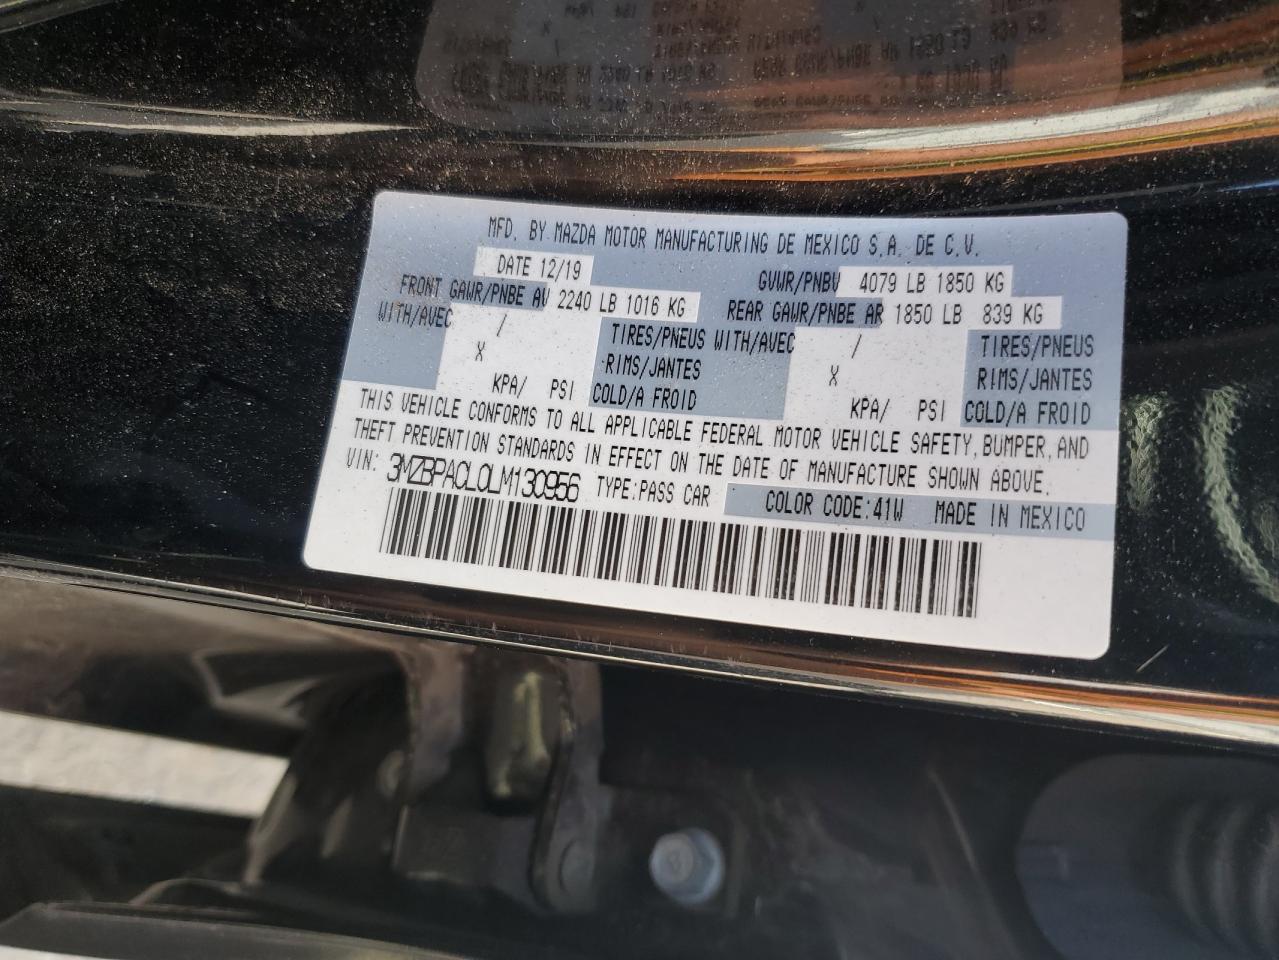 MFD. BY MAZDA MOTOR MANUFACTURING DE MEXICO S.A. DE C.V.
DATE 12/19 GVWR/PNBV 4079 LB 1850 KG
FRONT GAWR/PNBE AV 2240 LB 1016 KG REAR GAWR/PNBE AR 1850 LB 839 KG
WITH/AVEC / TIRES/PNEUS WITH/AVEC / TIRES/PNEUS
X RIMS/JANTES X RIMS/JANTES
KPA/ PSI COLD/A FROID KPA/ PSI COLD/A FROID
THIS VEHICLE CONFORMS TO ALL APPLICABLE FEDERAL MOTOR VEHICLE SAFETY, BUMPER, AND
THEFT PREVENTION STANDARDS IN EFFECT ON THE DATE OF MANUFACTURE SHOWN ABOVE.
VIN: 3MZBPACL0LM130956 TYPE:PASS CAR COLOR CODE:41W MADE IN MEXICO